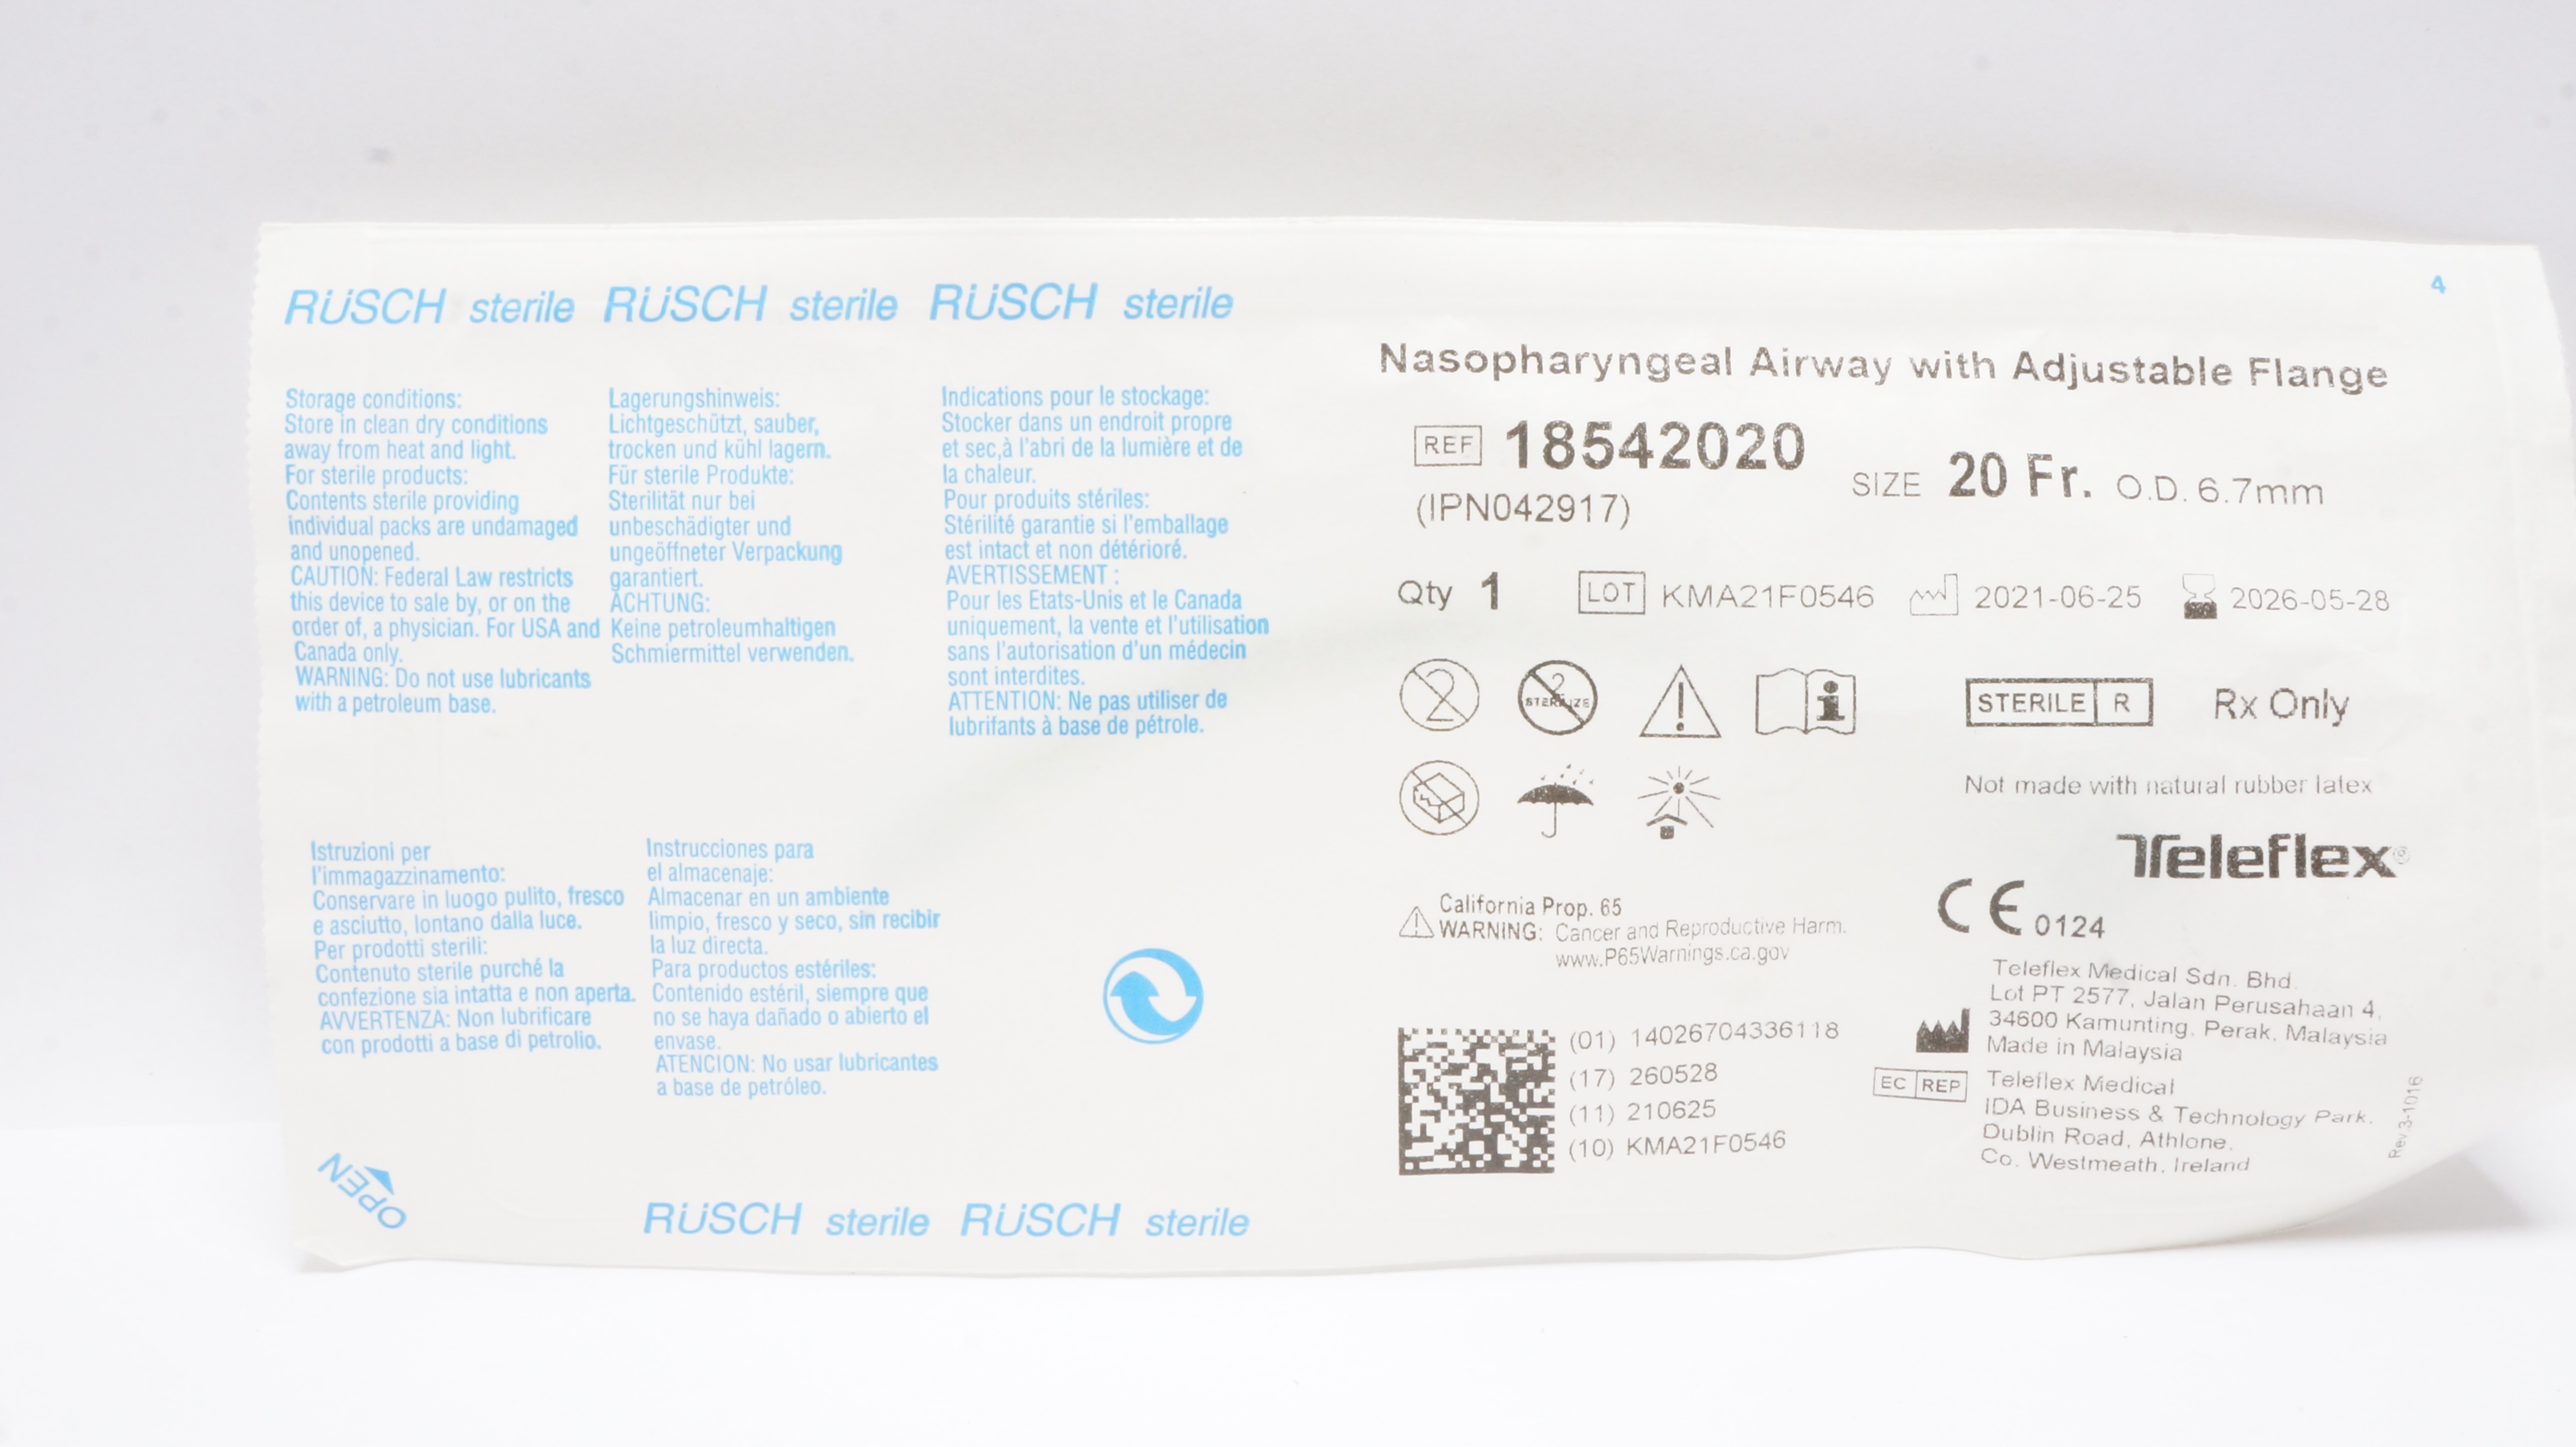 RÜSCH sterile RÜSCH sterile RÜSCH sterile
4
Storage conditions:
Store in clean dry conditions
away from heat and light.
For sterile products:
Contents sterile providing
individual packs are undamaged
and unopened.
CAUTION: Federal Law restricts
this device to sale by, or on the
order of, a physician. For USA and
Canada only.
WARNING: Do not use lubricants
with a petroleum base.
Lagerungshinweis:
Lichtgeschützt, sauber,
trocken und kühl lagern.
Für sterile Produkte:
Sterilität nur bei
unbeschädigter und
ungeöffneter Verpackung
garantiert.
ACHTUNG:
Keine petroleumhaltigen
Schmiermittel verwenden.
Indications pour le stockage:
Stocker dans un endroit propre
et sec,à l'abri de la lumière et de
la chaleur.
Pour produits stériles:
Stérilité garantie si l'emballage
est intact et non détérioré.
AVERTISSEMENT :
Pour les Etats-Unis et le Canada
uniquement, la vente et l'utilisation
sans l'autorisation d'un médecin
sont interdites.
ATTENTION: Ne pas utiliser de
lubrifants à base de pétrole.
Istruzioni per
l'immagazzinamento:
Conservare in luogo pulito, fresco
e asciutto, lontano dalla luce.
Per prodotti sterili:
Contenuto sterile purché la
confezione sia intatta e non aperta.
AVVERTENZA: Non lubrificare
con prodotti a base di petrolio.
Instrucciones para
el almacenaje:
Almacenar en un ambiente
limpio, fresco y seco, sin recibir
la luz directa.
Para productos estériles:
Contenido estéril, siempre que
no se haya dañado o abierto el
envase.
ATENCION: No usar lubricantes
a base de petróleo.
OPEN
RÜSCH sterile RÜSCH sterile
Nasopharyngeal Airway with Adjustable Flange
REF 18542020
(IPN042917)
SIZE 20 Fr. O.D. 6.7mm
Qty 1 LOT KMA21F0546 2021-06-25 2026-05-28
2 2 STERILIZE
STERILE R Rx Only
Not made with natural rubber latex
Teleflex®
CE 0124
California Prop. 65
WARNING: Cancer and Reproductive Harm.
www.P65Warnings.ca.gov
(01) 14026704336118
(17) 260528
(11) 210625
(10) KMA21F0546
Teleflex Medical Sdn. Bhd.
Lot PT 2577, Jalan Perusahaan 4,
34600 Kamunting, Perak, Malaysia
Made in Malaysia
EC REP Teleflex Medical
IDA Business & Technology Park,
Dublin Road, Athlone,
Co. Westmeath, Ireland
Rev.3-1016